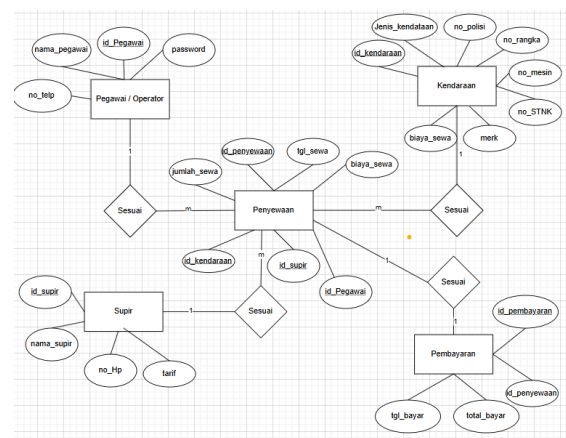 Jenis_kendataan
no_polisi
nama_pegawai
id_Pegawai
password
id_kendaraan
no_rangka
no_telp
Pegawai / Operator
Kendaraan
no_mesin
no_STNK
biaya_sewa
merk
1
1
id_penyewaan
tgl_sewa
biaya_sewa
jumlah_sewa
Sesuai
m
Penyewaan
m
Sesuai
m
id_kendaraan
id_supir
1
id_supir
id_Pegawai
Sesuai
Supir
1
Sesuai
id_pembayaran
1
nama_supir
Pembayaran
no_Hp
tarif
id_penyewaan
tgl_bayar
total_bayar